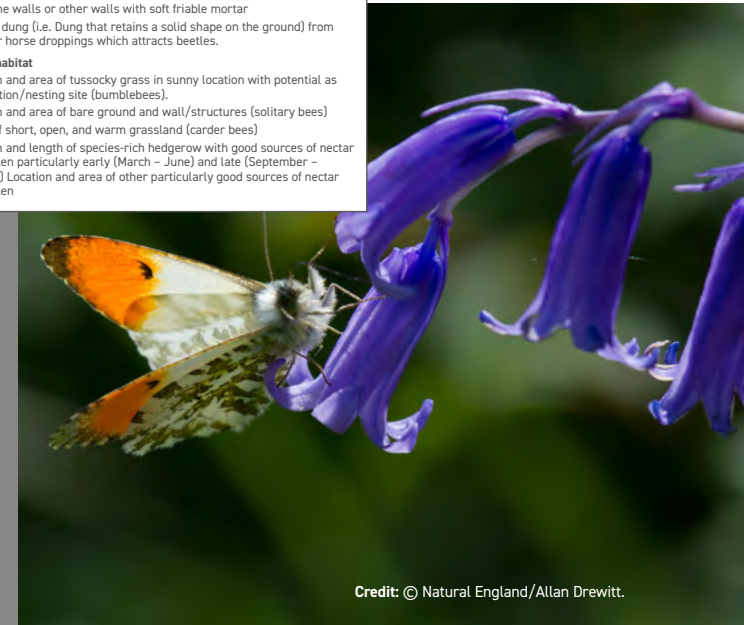 ne walls or other walls with soft friable mortar
dung (i.e. Dung that retains a solid shape on the ground) from
r horse droppings which attracts beetles.
abitat
n and area of tussocky grass in sunny location with potential as
tion/nesting site (bumblebees).
n and area of bare ground and wall/structures (solitary bees)
f short, open, and warm grassland (carder bees)
n and length of species-rich hedgerow with good sources of nectar
len particularly early (March – June) and late (September –
) Location and area of other particularly good sources of nectar
len
Credit: © Natural England/Allan Drewitt.